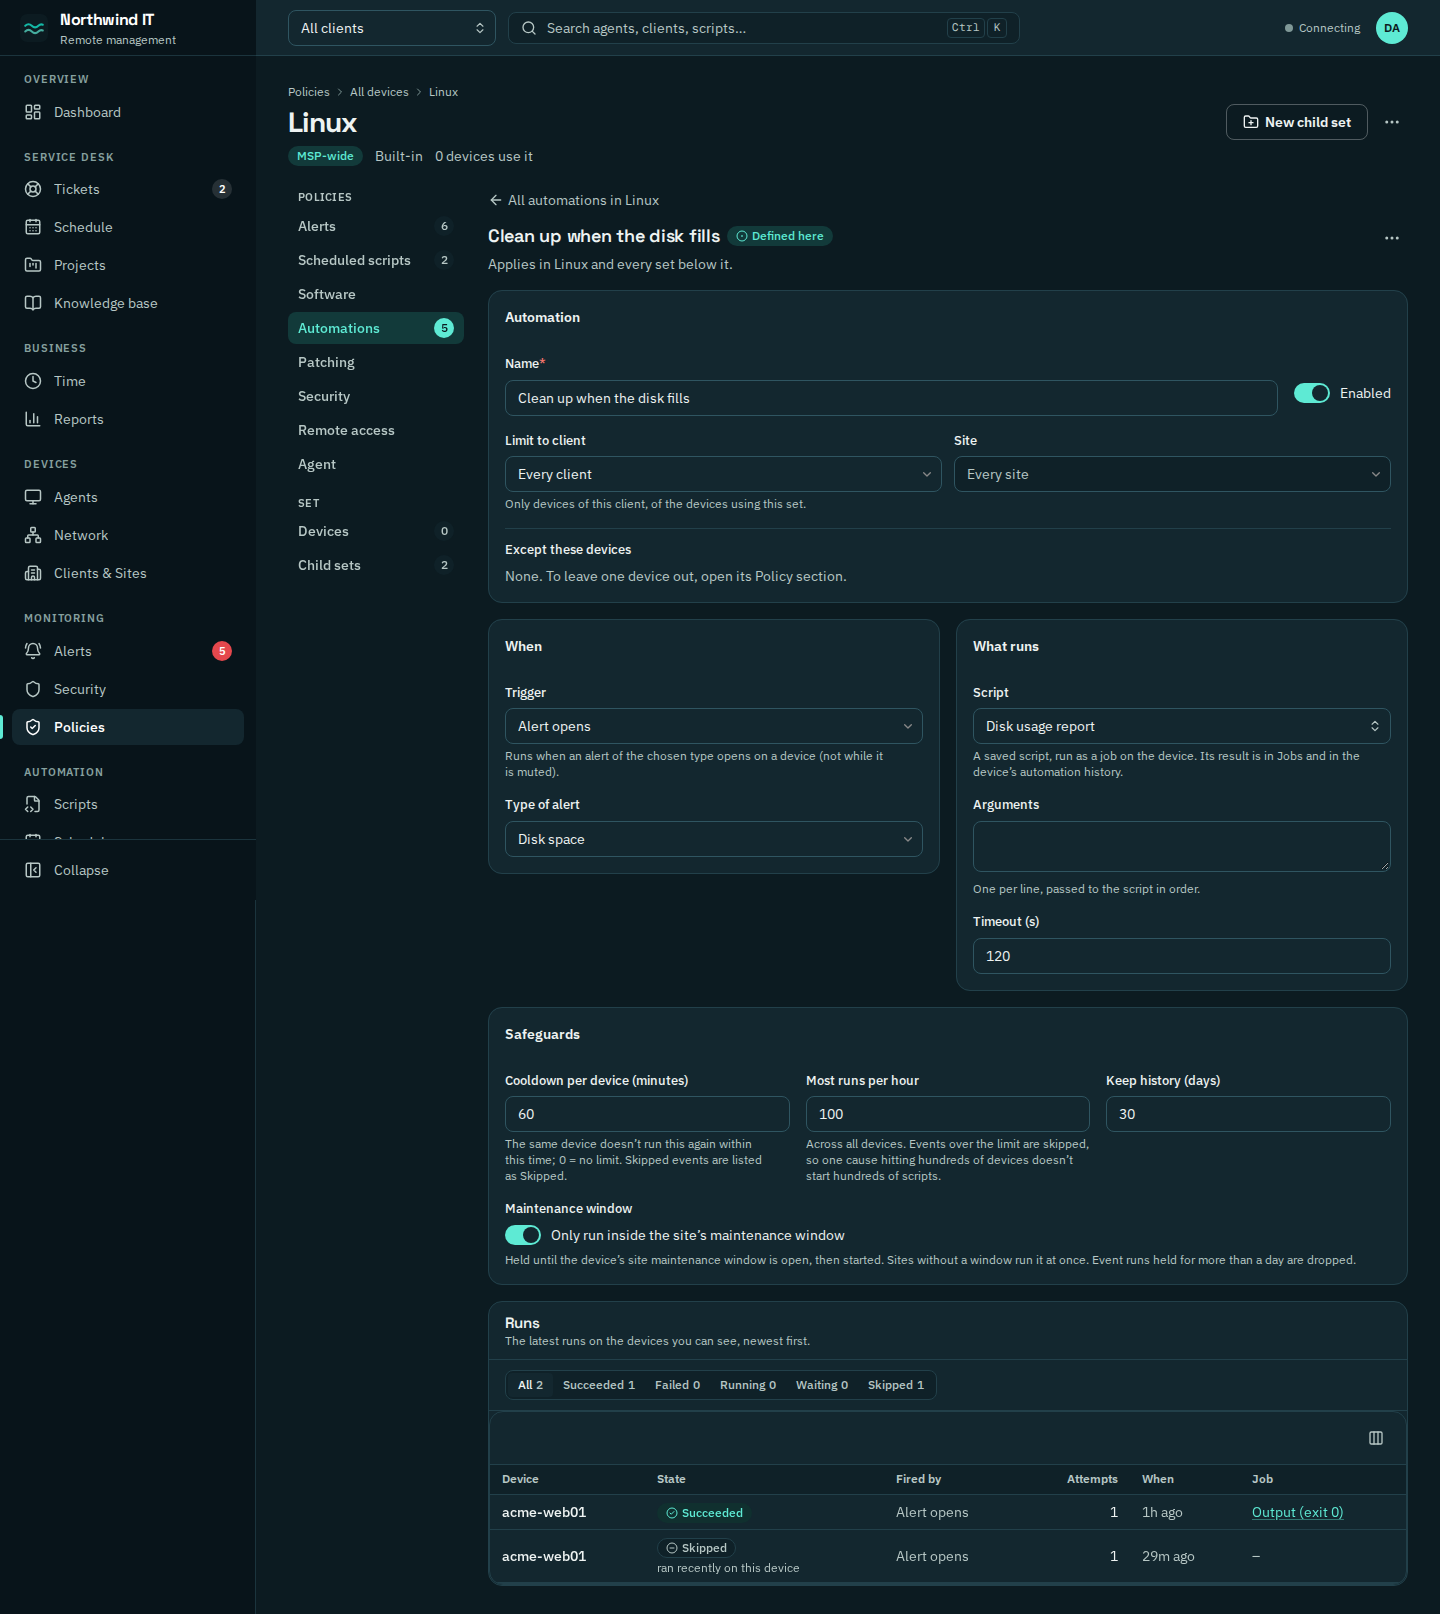 Northwind IT
Remote management
All clients
Search agents, clients, scripts...
Ctrl K
Connecting
DA
OVERVIEW
Dashboard
SERVICE DESK
Tickets 2
Schedule
Projects
Knowledge base
BUSINESS
Time
Reports
DEVICES
Agents
Network
Clients & Sites
MONITORING
Alerts 5
Security
Policies
AUTOMATION
Scripts
Collapse
Policies > All devices > Linux
Linux
New child set
MSP-wide Built-in 0 devices use it
POLICIES
Alerts 6
Scheduled scripts 2
Software
Automations 5
Patching
Security
Remote access
Agent
SET
Devices 0
Child sets 2
← All automations in Linux
Clean up when the disk fills Defined here
Applies in Linux and every set below it.
Automation
Name*
Clean up when the disk fills
Enabled
Limit to client
Site
Every client
Every site
Only devices of this client, of the devices using this set.
Except these devices
None. To leave one device out, open its Policy section.
When
Trigger
Alert opens
Runs when an alert of the chosen type opens on a device (not while it
is muted).
Type of alert
Disk space
What runs
Script
Disk usage report
A saved script, run as a job on the device. Its result is in Jobs and in the
device’s automation history.
Arguments
One per line, passed to the script in order.
Timeout (s)
120
Safeguards
Cooldown per device (minutes)
60
The same device doesn’t run this again within
this time; 0 = no limit. Skipped events are listed
as Skipped.
Most runs per hour
100
Across all devices. Events over the limit are skipped,
so one cause hitting hundreds of devices doesn’t
start hundreds of scripts.
Keep history (days)
30
Maintenance window
Only run inside the site’s maintenance window
Held until the device’s site maintenance window is open, then started. Sites without a window run it at once. Event runs held for more than a day are dropped.
Runs
The latest runs on the devices you can see, newest first.
All 2 Succeeded 1 Failed 0 Running 0 Waiting 0 Skipped 1
Device State Fired by Attempts When Job
acme-web01 Succeeded Alert opens 1 1h ago Output (exit 0)
acme-web01 Skipped Alert opens 1 29m ago –
ran recently on this device